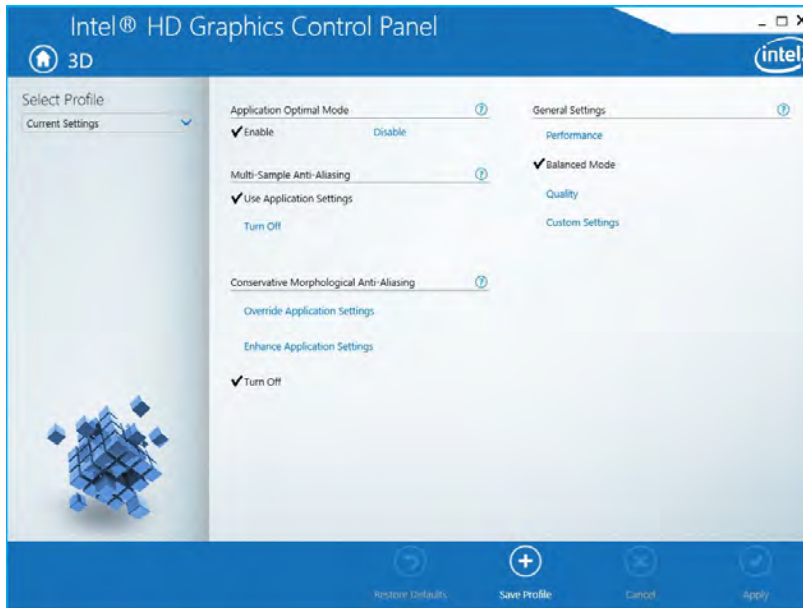 Intel® HD Graphics Control Panel
3D
intel
Select Profile
Current Settings
Application Optimal Mode
Enable
Disable
Multi-Sample Anti-Aliasing
Use Application Settings
Turn Off
Conservative Morphological Anti-Aliasing
Override Application Settings
Enhance Application Settings
Turn Off
General Settings
Performance
Balanced Mode
Quality
Custom Settings
Restore Defaults
Save Profile
Cancel
Apply